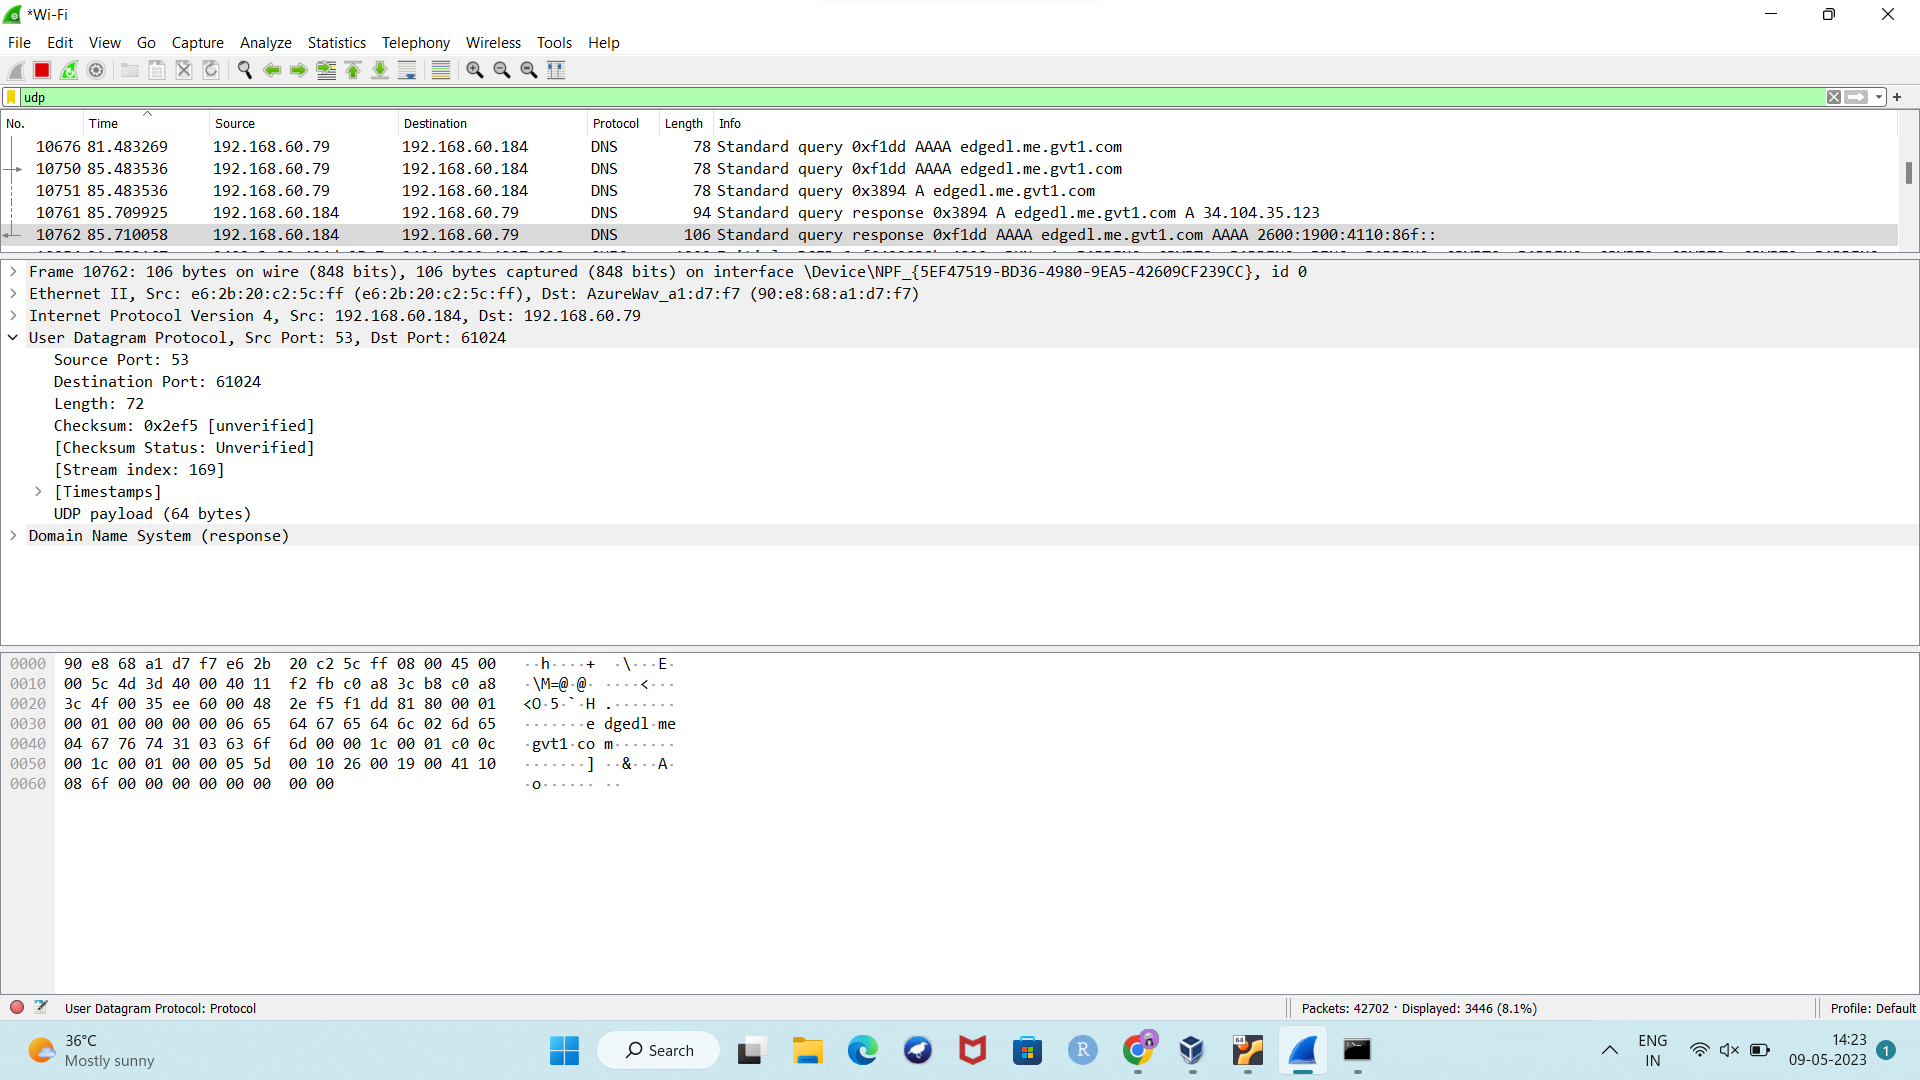 *Wi-Fi
File Edit View Go Capture Analyze Statistics Telephony Wireless Tools Help
udp
No. Time Source Destination Protocol Length Info
10676 81.483269 192.168.60.79 192.168.60.184 DNS 78 Standard query 0xf1dd AAAA edgedl.me.gvt1.com
10750 85.483536 192.168.60.79 192.168.60.184 DNS 78 Standard query 0xf1dd AAAA edgedl.me.gvt1.com
10751 85.483536 192.168.60.79 192.168.60.184 DNS 78 Standard query 0x3894 A edgedl.me.gvt1.com
10761 85.709925 192.168.60.184 192.168.60.79 DNS 94 Standard query response 0x3894 A edgedl.me.gvt1.com A 34.104.35.123
10762 85.710058 192.168.60.184 192.168.60.79 DNS 106 Standard query response 0xf1dd AAAA edgedl.me.gvt1.com AAAA 2600:1900:4110:86f::
Frame 10762: 106 bytes on wire (848 bits), 106 bytes captured (848 bits) on interface \Device\NPF_{5EF47519-BD36-4980-9EA5-42609CF239CC}, id 0
Ethernet II, Src: e6:2b:20:c2:5c:ff (e6:2b:20:c2:5c:ff), Dst: AzureWav_a1:d7:f7 (90:e8:68:a1:d7:f7)
Internet Protocol Version 4, Src: 192.168.60.184, Dst: 192.168.60.79
User Datagram Protocol, Src Port: 53, Dst Port: 61024
Source Port: 53
Destination Port: 61024
Length: 72
Checksum: 0x2ef5 [unverified]
[Checksum Status: Unverified]
[Stream index: 169]
[Timestamps]
UDP payload (64 bytes)
Domain Name System (response)
0000 90 e8 68 a1 d7 f7 e6 2b 20 c2 5c ff 08 00 45 00 ··h····+ ·\···E·
0010 00 5c 4d 3d 40 00 40 11 f2 fb c0 a8 3c b8 c0 a8 ·\M=@·@· ····<···
0020 3c 4f 00 35 ee 60 00 48 2e f5 f1 dd 81 80 00 01 <O·5·`·H .·······
0030 00 01 00 00 00 00 06 65 64 67 65 64 6c 02 6d 65 ·······e dgedl·me
0040 04 67 76 74 31 03 63 6f 6d 00 00 1c 00 01 c0 0c ·gvt1·co m·······
0050 00 1c 00 01 00 00 05 5d 00 10 26 00 19 00 41 10 ·······] ··&···A·
0060 08 6f 00 00 00 00 00 00 00 00 ·o······ ··
User Datagram Protocol: Protocol
Packets: 42702 · Displayed: 3446 (8.1%)
Profile: Default
36°C
Mostly sunny
Search
R
64
ENG
IN
14:23
09-05-2023
1